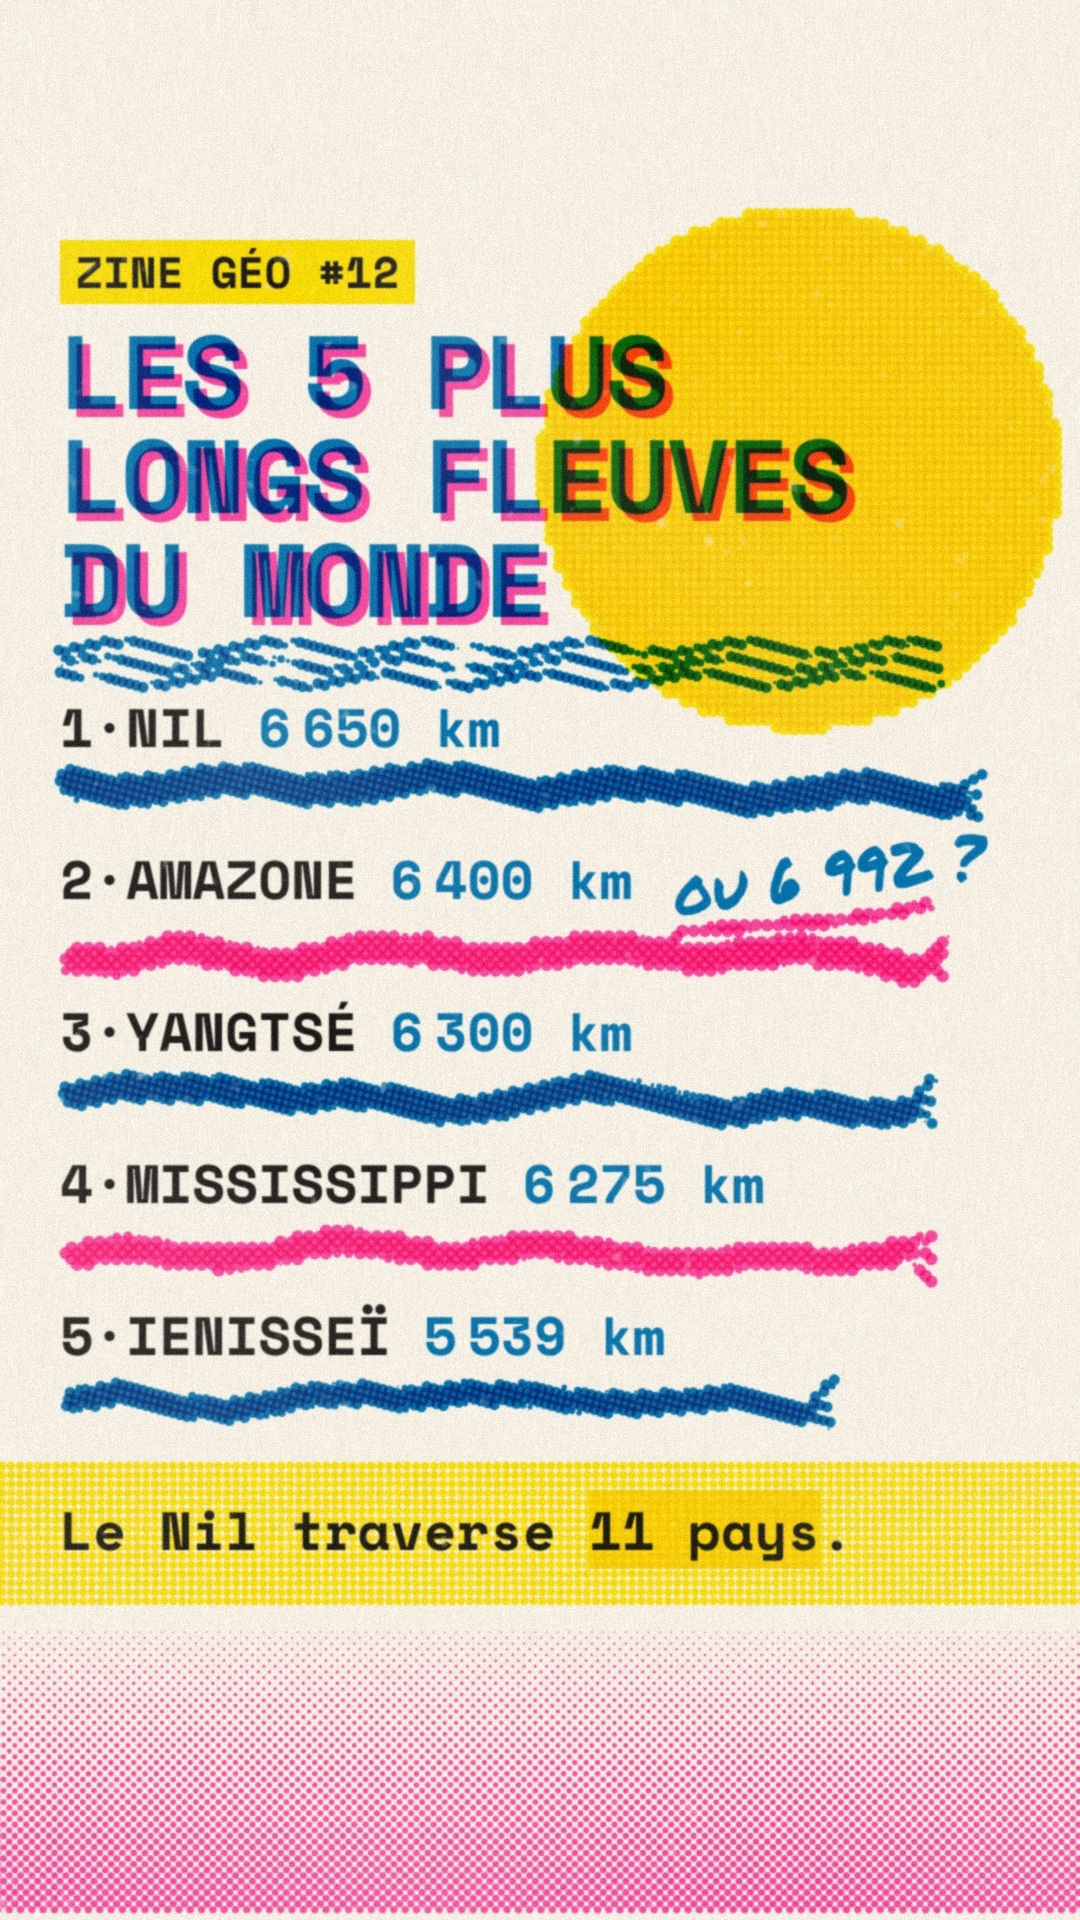 ZINE GÉO #12
LES 5 PLUS
LONGS FLEUVES
DU MONDE
1·NIL 6 650 km
2·AMAZONE 6 400 km OU 6 992 ?
3·YANGTSÉ 6 300 km
4·MISSISSIPPI 6 275 km
5·IENISSEÏ 5 539 km
Le Nil traverse 11 pays.